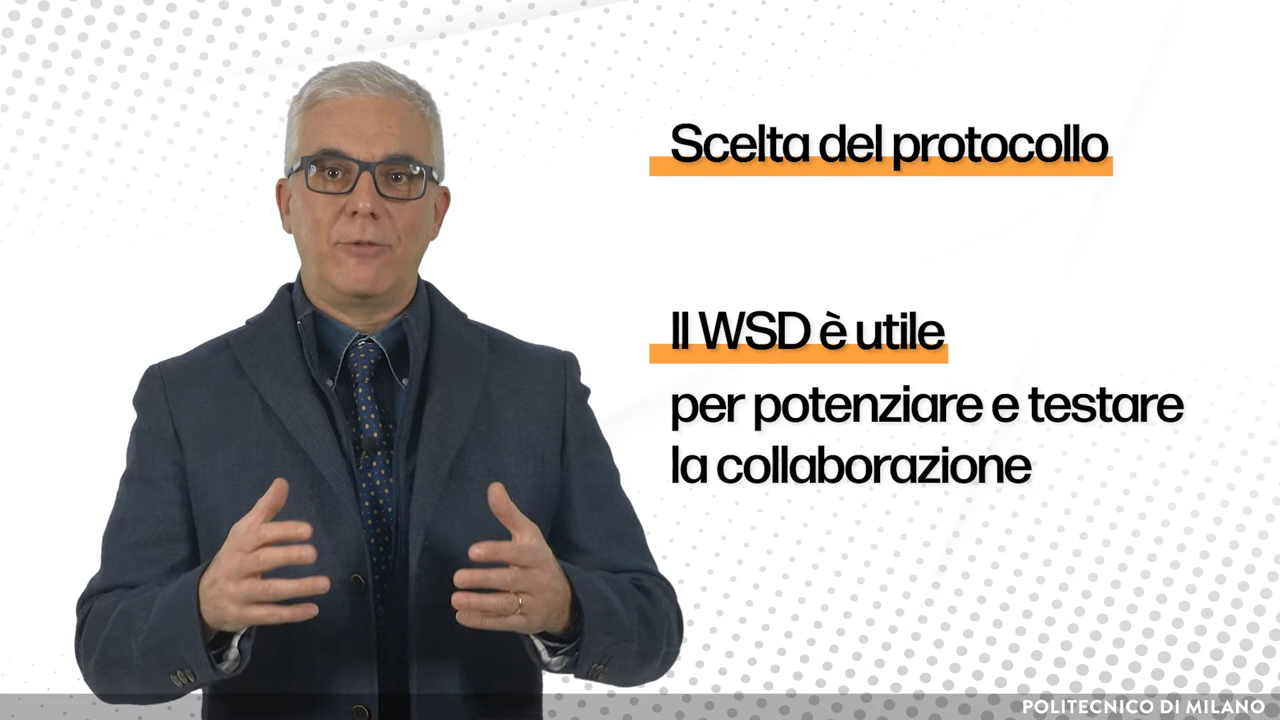 Scelta del protocollo
Il WSD è utile
per potenziare e testare
la collaborazione
POLITECNICO DI MILANO